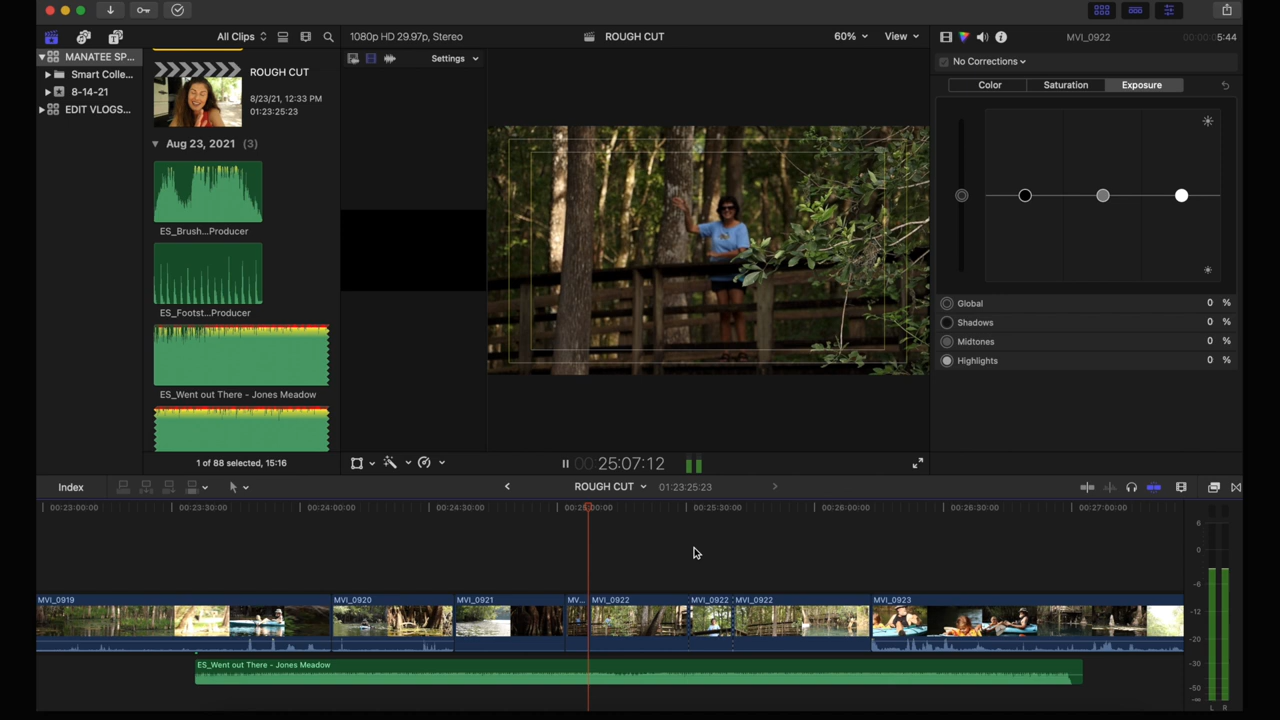 All Clips
1080p HD 29.97p, Stereo
ROUGH CUT
60%
View
MVI_0922
00:00:05:44
MANATEE SP...
Smart Colle...
8-14-21
EDIT VLOGS...
ROUGH CUT
8/23/21, 12:33 PM
01:23:25:23
Aug 23, 2021 (3)
ES_Brush...Producer
ES_Footst...Producer
ES_Went out There - Jones Meadow
1 of 88 selected, 15:16
Settings
No Corrections
Color
Saturation
Exposure
Global 0 %
Shadows 0 %
Midtones 0 %
Highlights 0 %
00:00:25:07:12
Index
ROUGH CUT
01:23:25:23
00:23:00:00
00:23:30:00
00:24:00:00
00:24:30:00
00:25:00:00
00:25:30:00
00:26:00:00
00:26:30:00
00:27:00:00
MVI_0919
MVI_0920
MVI_0921
MV...
MVI_0922
MVI_0922
MVI_0922
MVI_0923
ES_Went out There - Jones Meadow
6
0
-6
-12
-20
-30
-50
-∞
L R